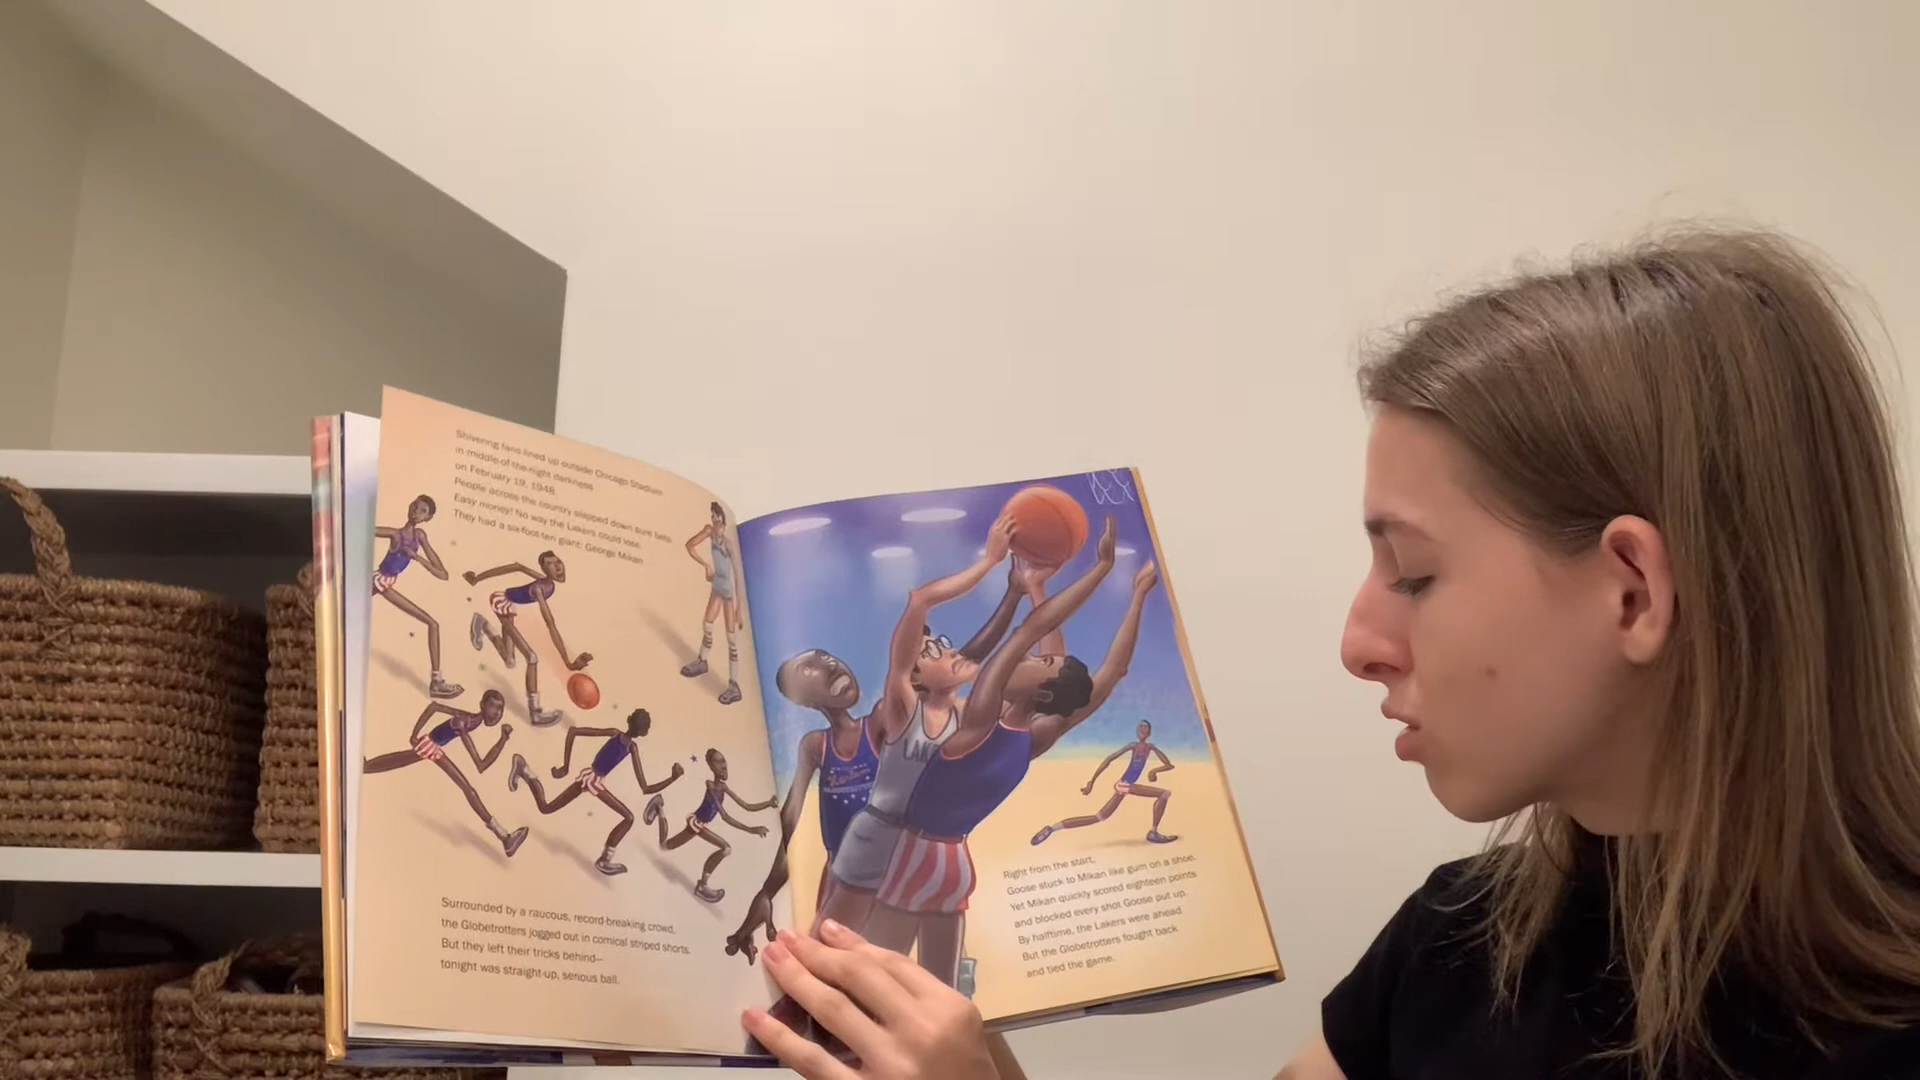 Shivering fans lined up outside Chicago Stadium
in middle-of-the-night darkness
on February 19, 1948.
People across the country slapped down sure bets.
Easy money! No way the Lakers could lose.
They had a six-foot-ten giant: George Mikan.
Surrounded by a raucous, record-breaking crowd,
the Globetrotters jogged out in comical striped shorts.
But they left their tricks behind—
tonight was straight-up, serious ball.
LAK
Harlem
Right from the start,
Goose stuck to Mikan like gum on a shoe.
Yet Mikan quickly scored eighteen points
and blocked every shot Goose put up.
By halftime, the Lakers were ahead.
But the Globetrotters fought back
and tied the game.